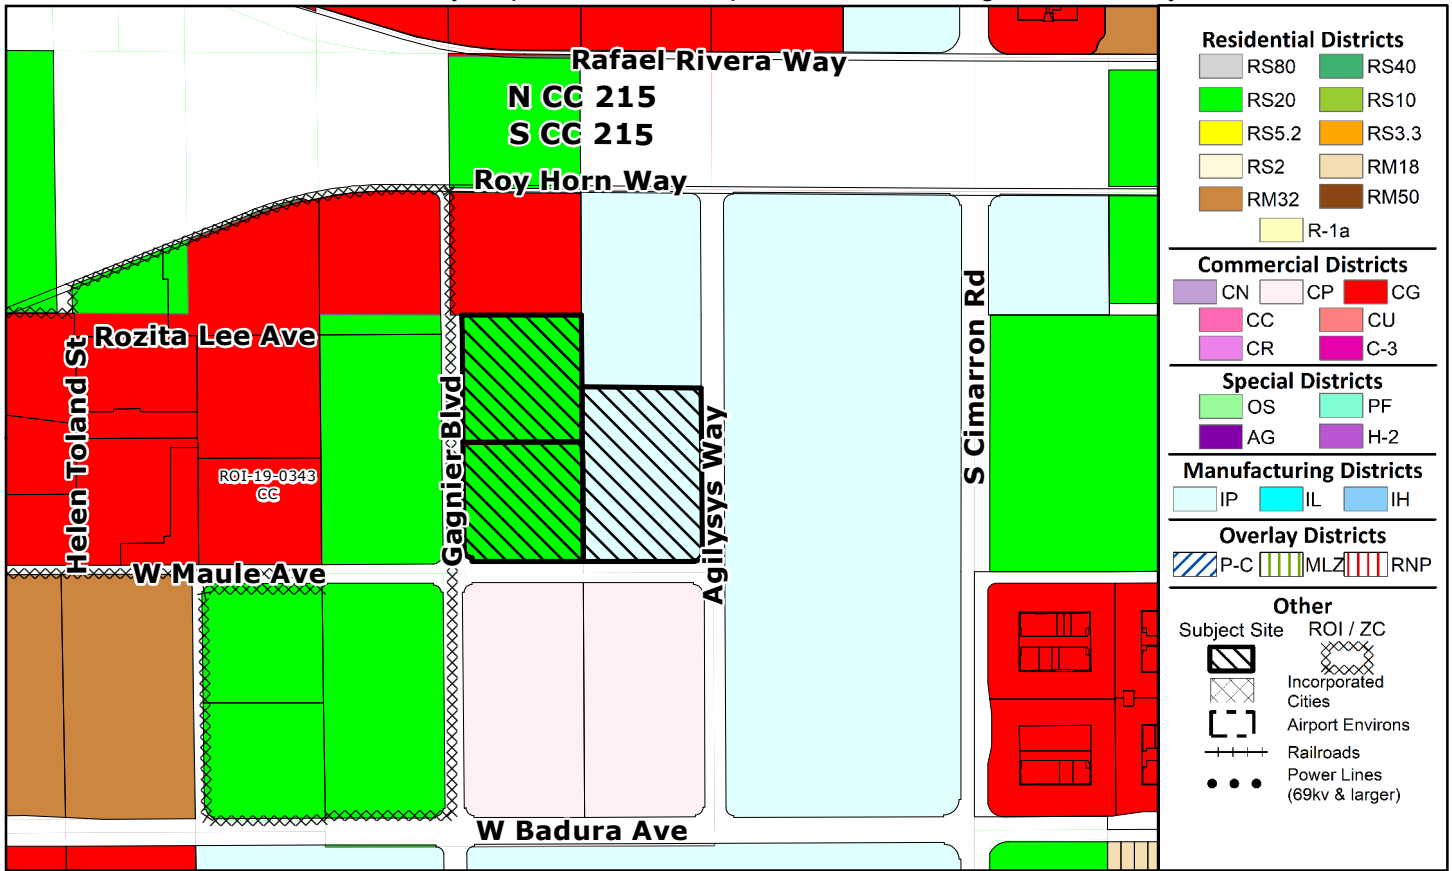 Rafael Rivera Way
N CC 215
S CC 215
Roy Horn Way
Rozita Lee Ave
Helen Toland St
Gagnier Blvd
Agilysys Way
S Cimarron Rd
ROI-19-0343
CC
W Maule Ave
W Badura Ave
Residential Districts
RS80 RS40
RS20 RS10
RS5.2 RS3.3
RS2 RM18
RM32 RM50
R-1a
Commercial Districts
CN CP CG
CC CU
CR C-3
Special Districts
OS PF
AG H-2
Manufacturing Districts
IP IL IH
Overlay Districts
P-C MLZ RNP
Other
Subject Site ROI / ZC
Incorporated
Cities
Airport Environs
Railroads
Power Lines
(69kv & larger)